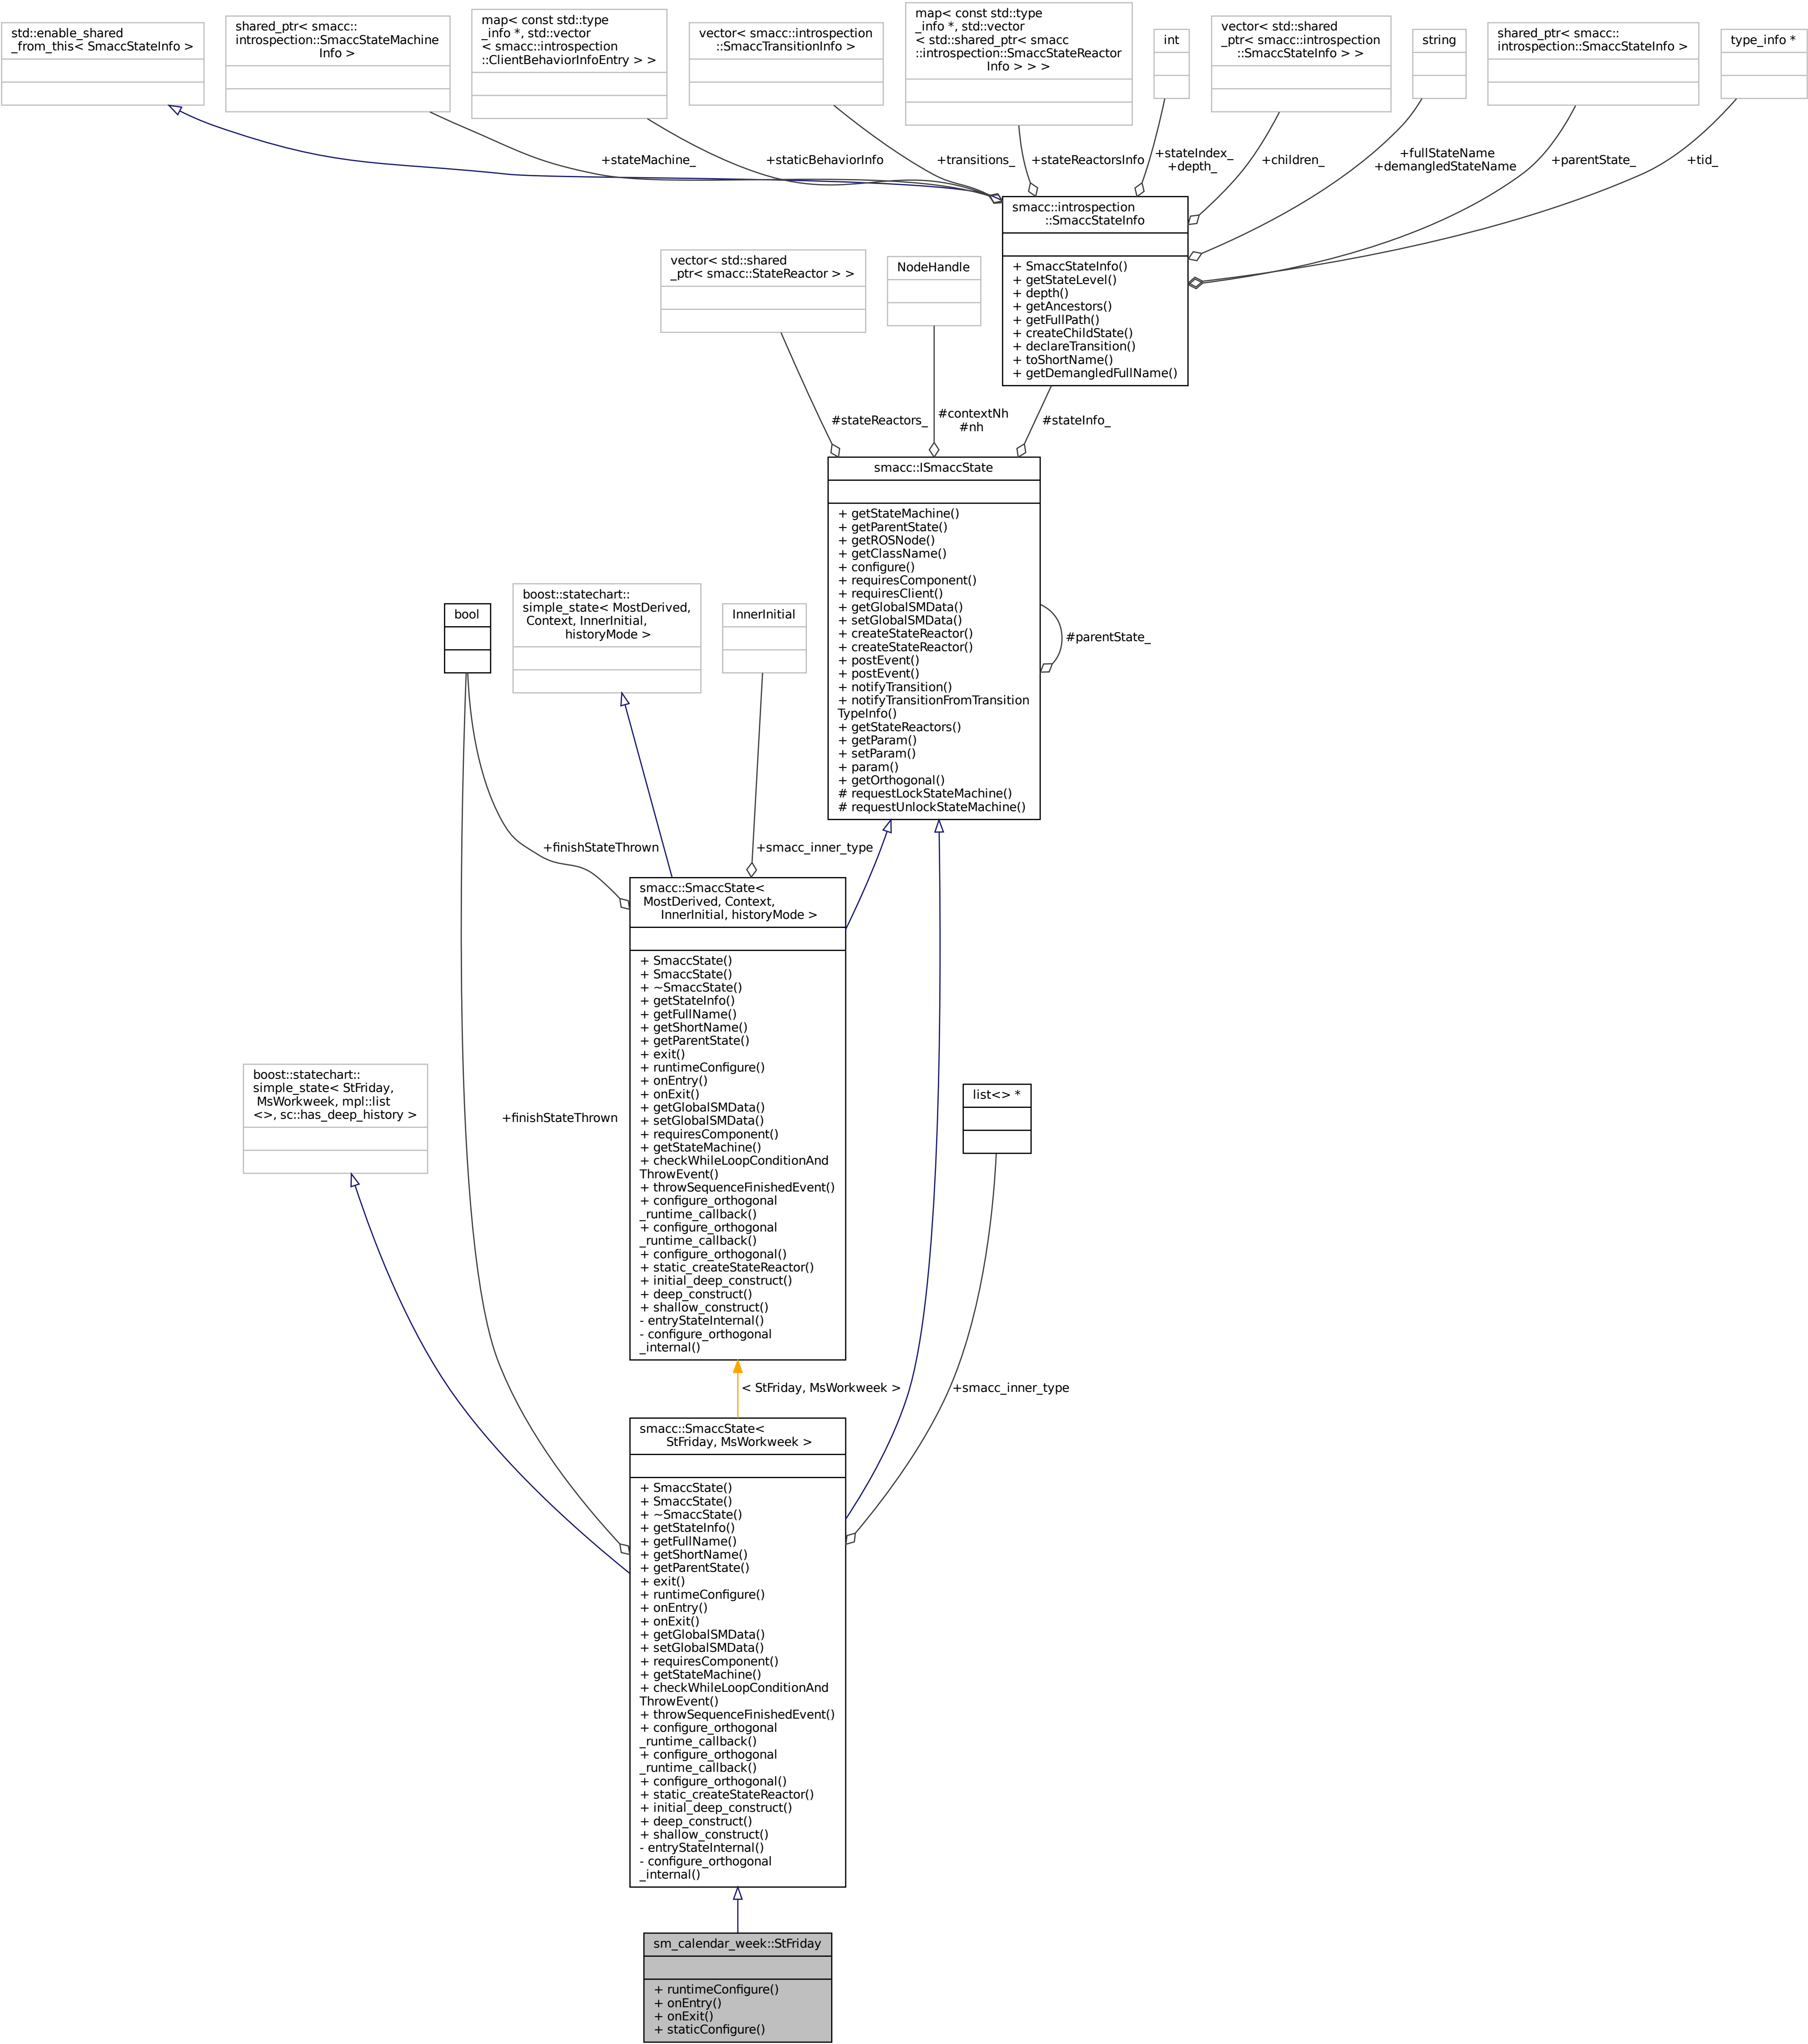 std::enable_shared
_from_this< SmaccStateInfo >
shared_ptr< smacc::
introspection::SmaccStateMachine
Info >
map< const std::type
_info *, std::vector
< smacc::introspection
::ClientBehaviorInfoEntry > >
vector< smacc::introspection
::SmaccTransitionInfo >
map< const std::type
_info *, std::vector
< std::shared_ptr< smacc
::introspection::SmaccStateReactor
Info > > >
int
vector< std::shared
_ptr< smacc::introspection
::SmaccStateInfo > >
string
shared_ptr< smacc::
introspection::SmaccStateInfo >
type_info *
+stateMachine_
+staticBehaviorInfo
+transitions_
+stateReactorsInfo
+stateIndex_
+depth_
+children_
+fullStateName
+demangledStateName
+parentState_
+tid_
smacc::introspection
::SmaccStateInfo
+ SmaccStateInfo()
+ getStateLevel()
+ depth()
+ getAncestors()
+ getFullPath()
+ createChildState()
+ declareTransition()
+ toShortName()
+ getDemangledFullName()
vector< std::shared
_ptr< smacc::StateReactor > >
NodeHandle
#stateReactors_
#contextNh
#nh
#stateInfo_
smacc::ISmaccState
+ getStateMachine()
+ getParentState()
+ getROSNode()
+ getClassName()
+ configure()
+ requiresComponent()
+ requiresClient()
+ getGlobalSMData()
+ setGlobalSMData()
+ createStateReactor()
+ createStateReactor()
+ postEvent()
+ postEvent()
+ notifyTransition()
+ notifyTransitionFromTransition
TypeInfo()
+ getStateReactors()
+ getParam()
+ setParam()
+ param()
+ getOrthogonal()
# requestLockStateMachine()
# requestUnlockStateMachine()
#parentState_
bool
boost::statechart::
simple_state< MostDerived,
Context, InnerInitial,
historyMode >
InnerInitial
+finishStateThrown
+smacc_inner_type
smacc::SmaccState<
MostDerived, Context,
InnerInitial, historyMode >
+ SmaccState()
+ SmaccState()
+ ~SmaccState()
+ getStateInfo()
+ getFullName()
+ getShortName()
+ getParentState()
+ exit()
+ runtimeConfigure()
+ onEntry()
+ onExit()
+ getGlobalSMData()
+ setGlobalSMData()
+ requiresComponent()
+ getStateMachine()
+ checkWhileLoopConditionAnd
ThrowEvent()
+ throwSequenceFinishedEvent()
+ configure_orthogonal
_runtime_callback()
+ configure_orthogonal
_runtime_callback()
+ configure_orthogonal()
+ static_createStateReactor()
+ initial_deep_construct()
+ deep_construct()
+ shallow_construct()
- entryStateInternal()
- configure_orthogonal
_internal()
boost::statechart::
simple_state< StFriday,
MsWorkweek, mpl::list
<>, sc::has_deep_history >
+finishStateThrown
list<> *
< StFriday, MsWorkweek >
+smacc_inner_type
smacc::SmaccState<
StFriday, MsWorkweek >
+ SmaccState()
+ SmaccState()
+ ~SmaccState()
+ getStateInfo()
+ getFullName()
+ getShortName()
+ getParentState()
+ exit()
+ runtimeConfigure()
+ onEntry()
+ onExit()
+ getGlobalSMData()
+ setGlobalSMData()
+ requiresComponent()
+ getStateMachine()
+ checkWhileLoopConditionAnd
ThrowEvent()
+ throwSequenceFinishedEvent()
+ configure_orthogonal
_runtime_callback()
+ configure_orthogonal
_runtime_callback()
+ configure_orthogonal()
+ static_createStateReactor()
+ initial_deep_construct()
+ deep_construct()
+ shallow_construct()
- entryStateInternal()
- configure_orthogonal
_internal()
sm_calendar_week::StFriday
+ runtimeConfigure()
+ onEntry()
+ onExit()
+ staticConfigure()